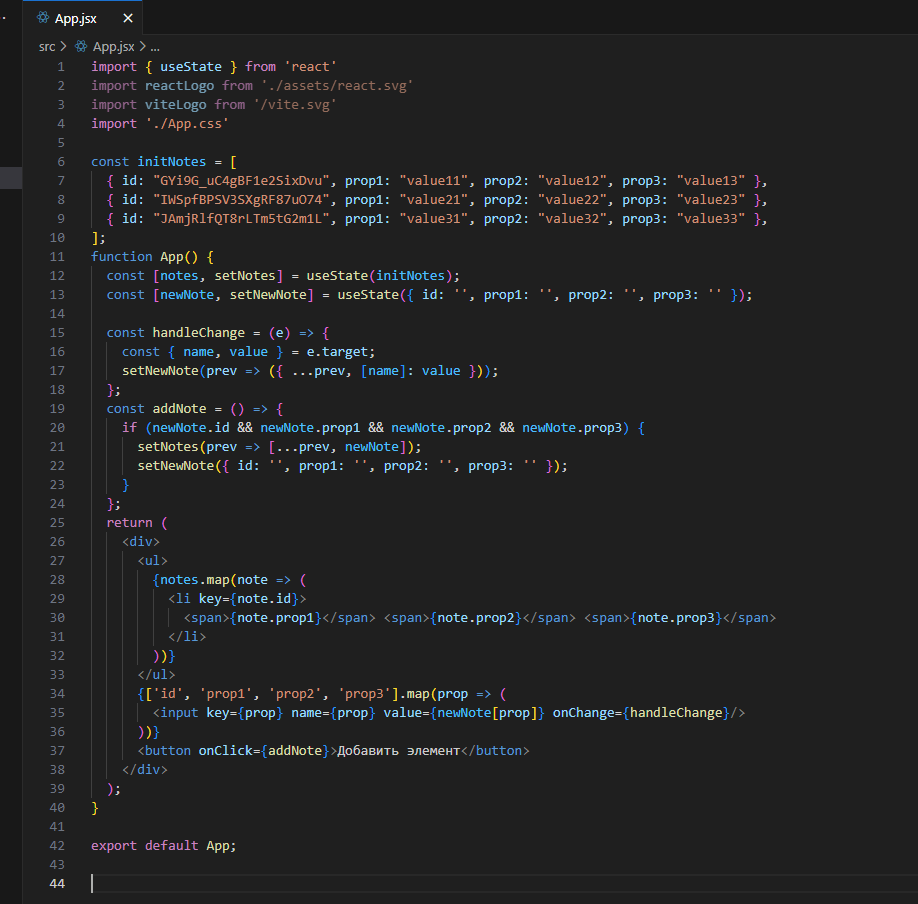 App.jsx
src > App.jsx > ...
1 import { useState } from 'react'
2 import reactLogo from './assets/react.svg'
3 import viteLogo from '/vite.svg'
4 import './App.css'
5
6 const initNotes = [
7   { id: "GYi9G_uC4gBF1e2SixDvu", prop1: "value11", prop2: "value12", prop3: "value13" },
8   { id: "IWSpfBPSV3SXgRF87uO74", prop1: "value21", prop2: "value22", prop3: "value23" },
9   { id: "JAmjRlfQT8rLTm5tG2m1L", prop1: "value31", prop2: "value32", prop3: "value33" },
10 ];
11 function App() {
12   const [notes, setNotes] = useState(initNotes);
13   const [newNote, setNewNote] = useState({ id: '', prop1: '', prop2: '', prop3: '' });
14
15   const handleChange = (e) => {
16     const { name, value } = e.target;
17     setNewNote(prev => ({ ...prev, [name]: value }));
18   };
19   const addNote = () => {
20     if (newNote.id && newNote.prop1 && newNote.prop2 && newNote.prop3) {
21       setNotes(prev => [...prev, newNote]);
22       setNewNote({ id: '', prop1: '', prop2: '', prop3: '' });
23     }
24   };
25   return (
26     <div>
27       <ul>
28         {notes.map(note => (
29           <li key={note.id}>
30             <span>{note.prop1}</span> <span>{note.prop2}</span> <span>{note.prop3}</span>
31           </li>
32         ))}
33       </ul>
34       {['id', 'prop1', 'prop2', 'prop3'].map(prop => (
35         <input key={prop} name={prop} value={newNote[prop]} onChange={handleChange}/>
36       ))}
37       <button onClick={addNote}>Добавить элемент</button>
38     </div>
39   );
40 }
41
42 export default App;
43
44